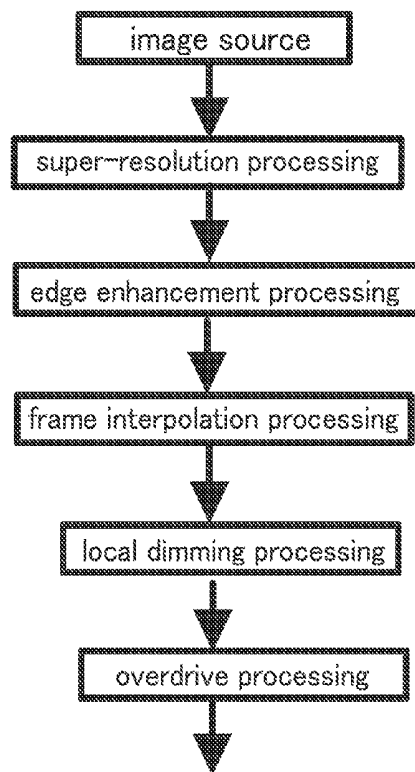 image source
super-resolution processing
edge enhancement processing
frame interpolation processing
local dimming processing
overdrive processing